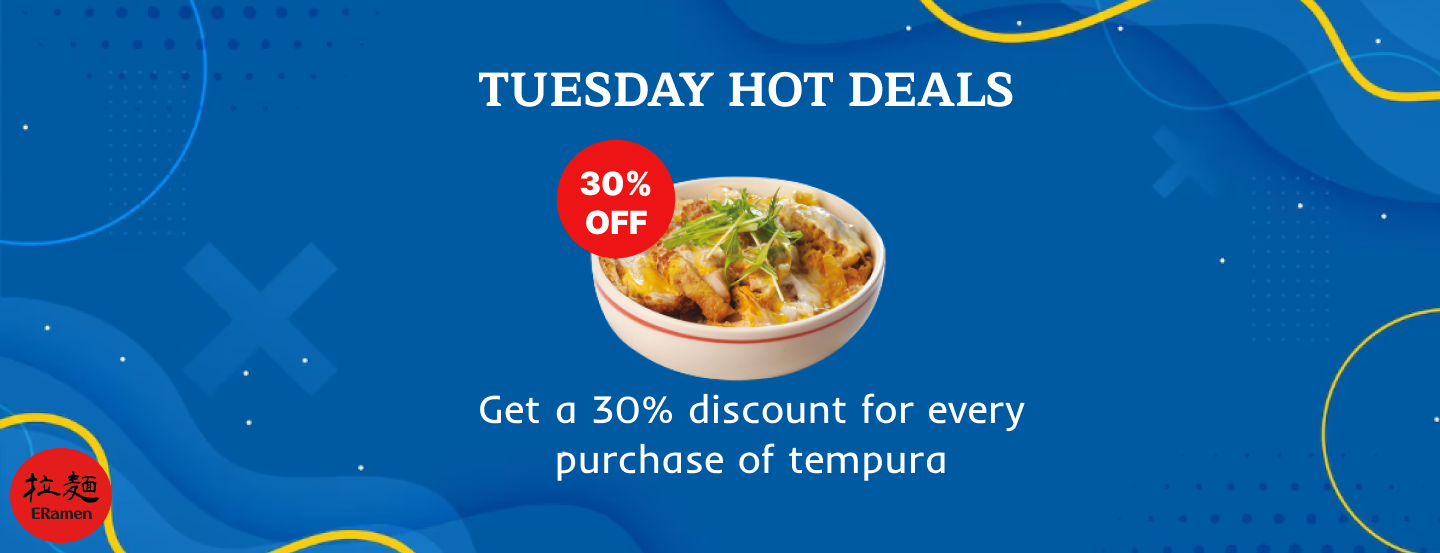 TUESDAY HOT DEALS
30%
OFF
Get a 30% discount for every
purchase of tempura
拉麺
ERamen